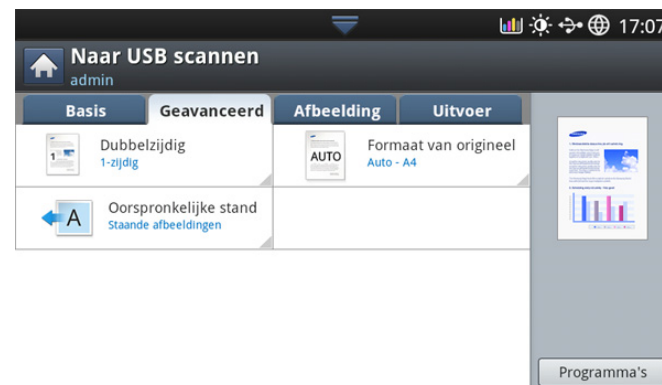 17:07
Naar USB scannen
admin
Basis
Geavanceerd
Afbeelding
Uitvoer
Dubbelzijdig
1-zijdig
1
AUTO
Formaat van origineel
Auto - A4
A
Oorspronkelijke stand
Staande afbeeldingen
Programma's